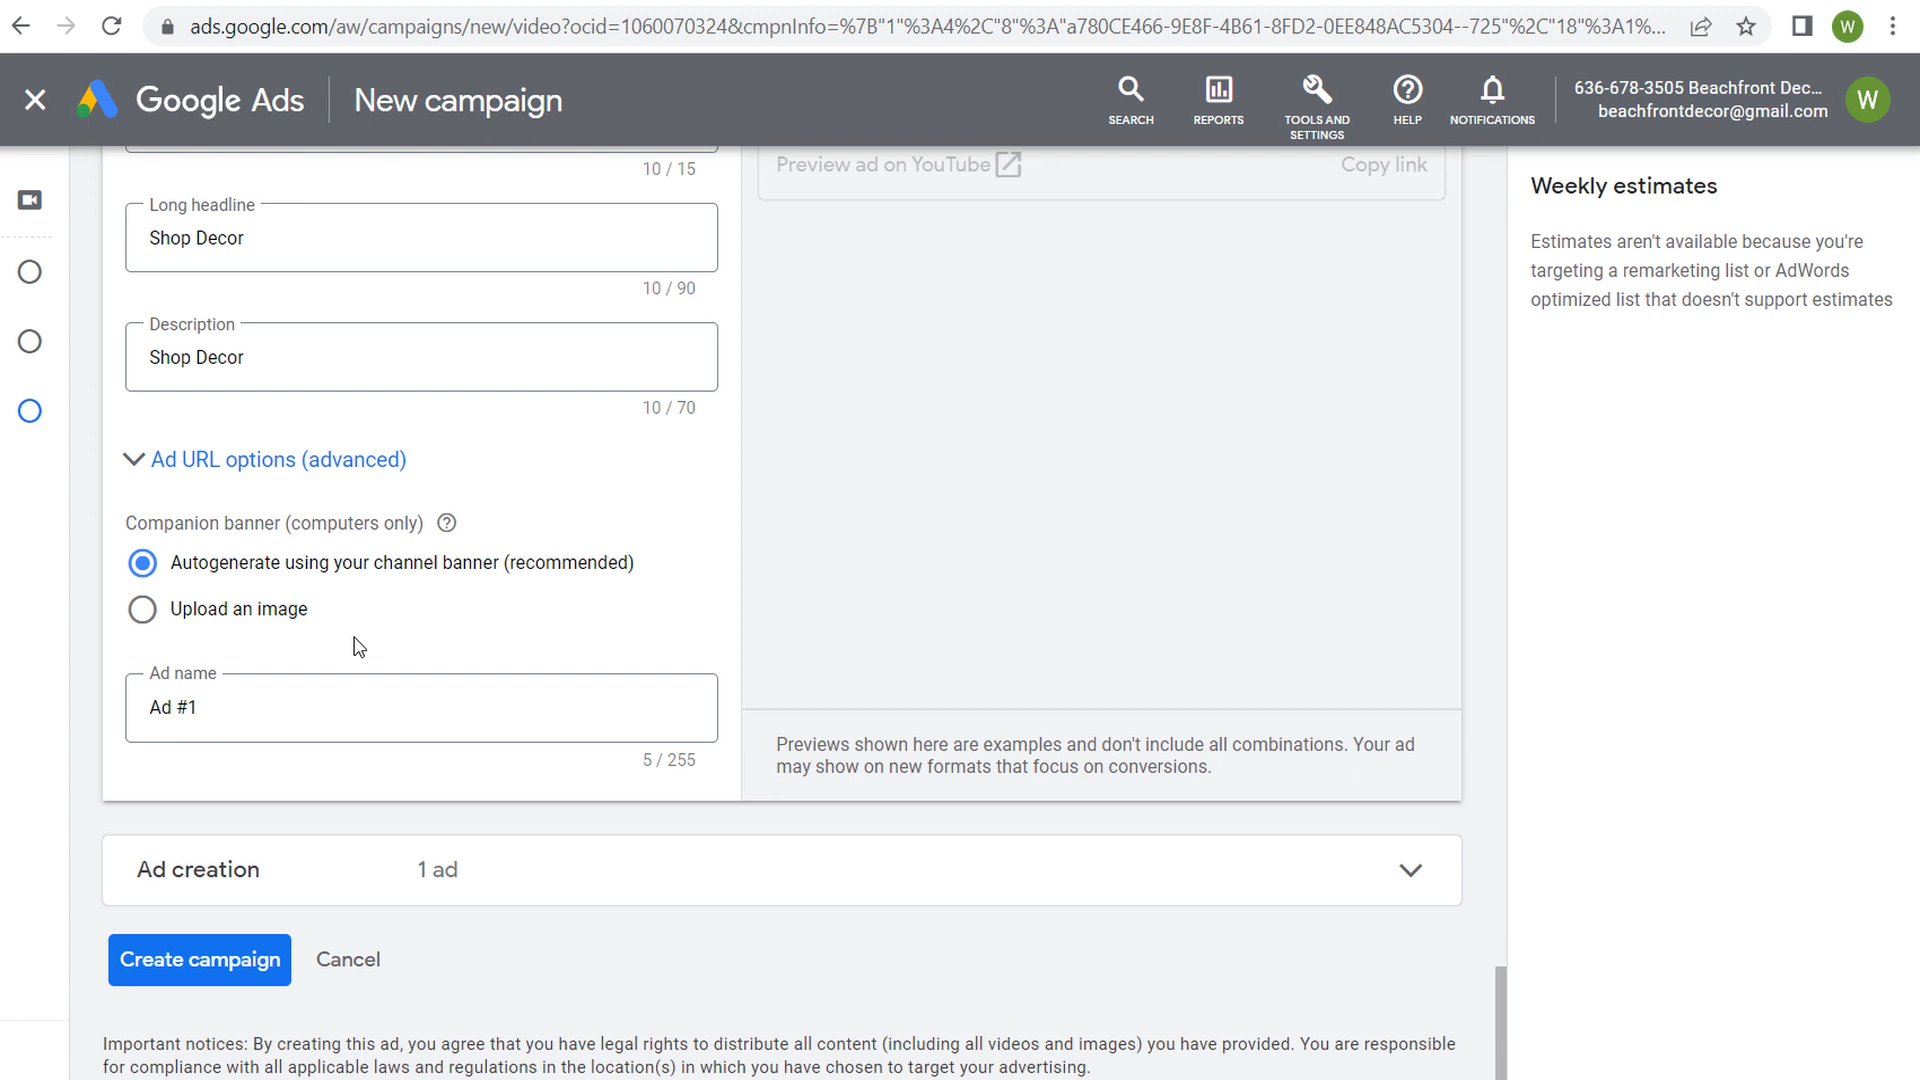 ads.google.com/aw/campaigns/new/video?ocid=1060070324&cmpnInfo=%7B"1"%3A4%2C"8"%3A"a780CE466-9E8F-4B61-8FD2-0EE848AC5304--725"%2C"18"%3A1%...
W
Google Ads
New campaign
SEARCH
REPORTS
TOOLS AND
SETTINGS
HELP
NOTIFICATIONS
636-678-3505 Beachfront Dec...
beachfrontdecor@gmail.com
W
10 / 15
Long headline
Shop Decor
10 / 90
Description
Shop Decor
10 / 70
Ad URL options (advanced)
Companion banner (computers only)
Autogenerate using your channel banner (recommended)
Upload an image
Ad name
Ad #1
5 / 255
Preview ad on YouTube
Copy link
Previews shown here are examples and don't include all combinations. Your ad
may show on new formats that focus on conversions.
Weekly estimates
Estimates aren't available because you're
targeting a remarketing list or AdWords
optimized list that doesn't support estimates
Ad creation
1 ad
Create campaign
Cancel
Important notices: By creating this ad, you agree that you have legal rights to distribute all content (including all videos and images) you have provided. You are responsible
for compliance with all applicable laws and regulations in the location(s) in which you have chosen to target your advertising.